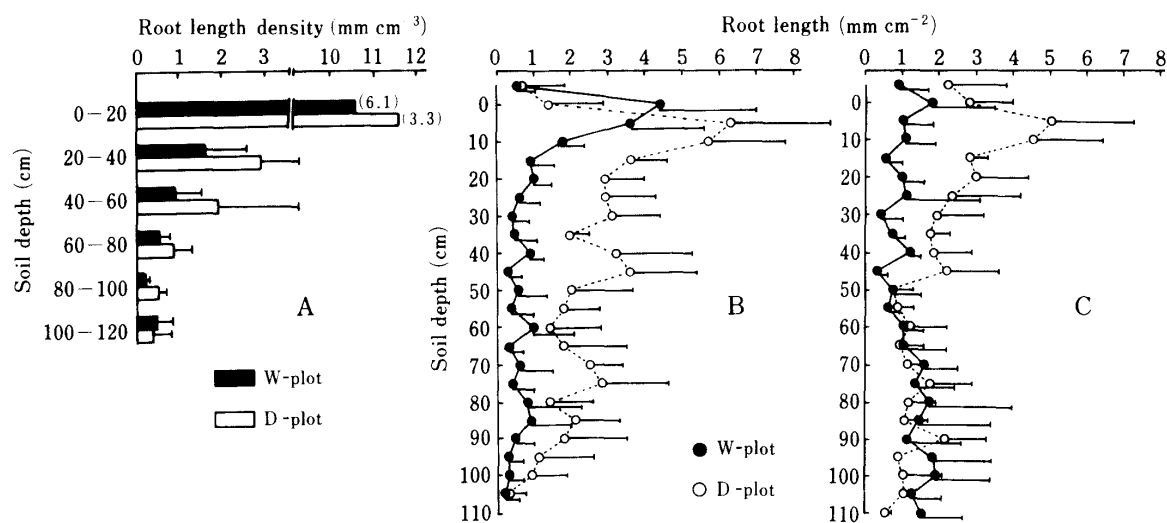 Root length density (mm cm⁻³)
0 1 2 3 10 11 12
Soil depth (cm)
0-20
20-40
40-60
60-80
80-100
100-120
(6.1)
(3.3)
A
W-plot
D-plot
Root length (mm cm⁻²)
0 1 2 3 4 5 6 7 8
Soil depth (cm)
0
10
20
30
40
50
60
70
80
90
100
110
B
W-plot
D-plot
0 1 2 3 4 5 6 7 8
0
10
20
30
40
50
60
70
80
90
100
110
C